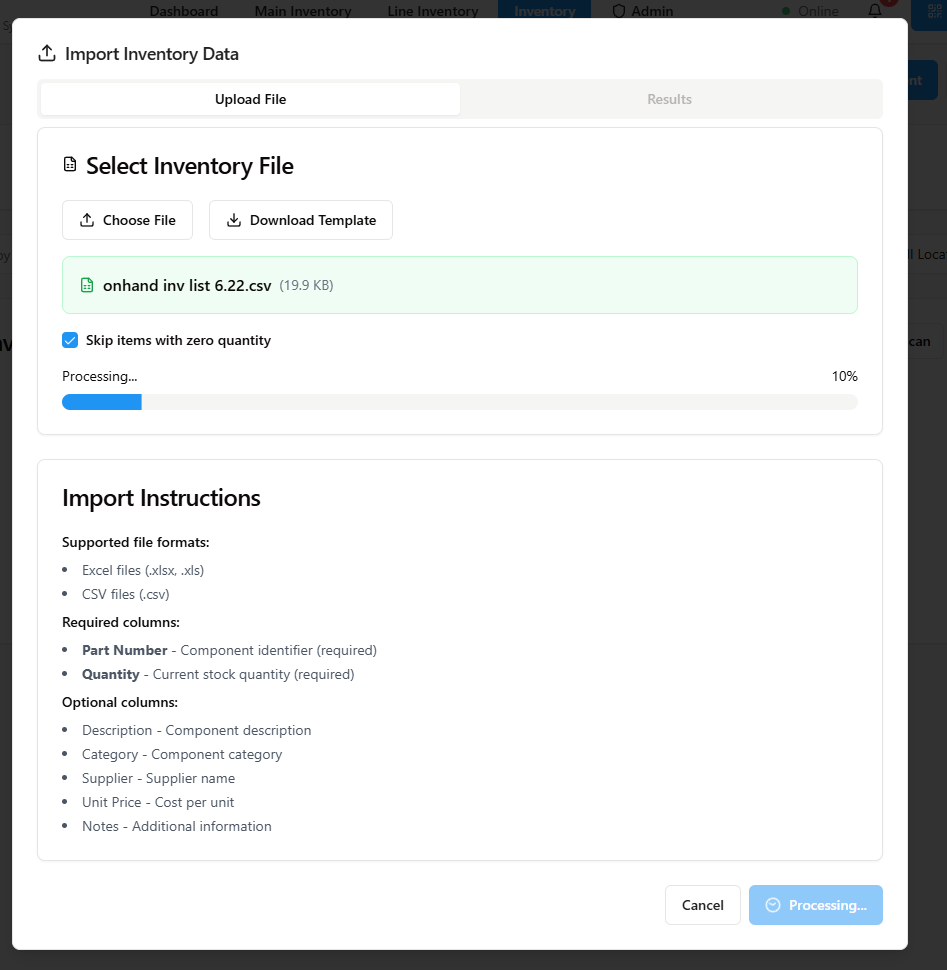 Dashboard Main Inventory Line Inventory Inventory Admin Online
Import Inventory Data
Upload File Results
Select Inventory File
Choose File Download Template
onhand inv list 6.22.csv (19.9 KB)
Skip items with zero quantity
Processing... 10%
Import Instructions
Supported file formats:
• Excel files (.xlsx, .xls)
• CSV files (.csv)
Required columns:
• Part Number - Component identifier (required)
• Quantity - Current stock quantity (required)
Optional columns:
• Description - Component description
• Category - Component category
• Supplier - Supplier name
• Unit Price - Cost per unit
• Notes - Additional information
Cancel Processing...